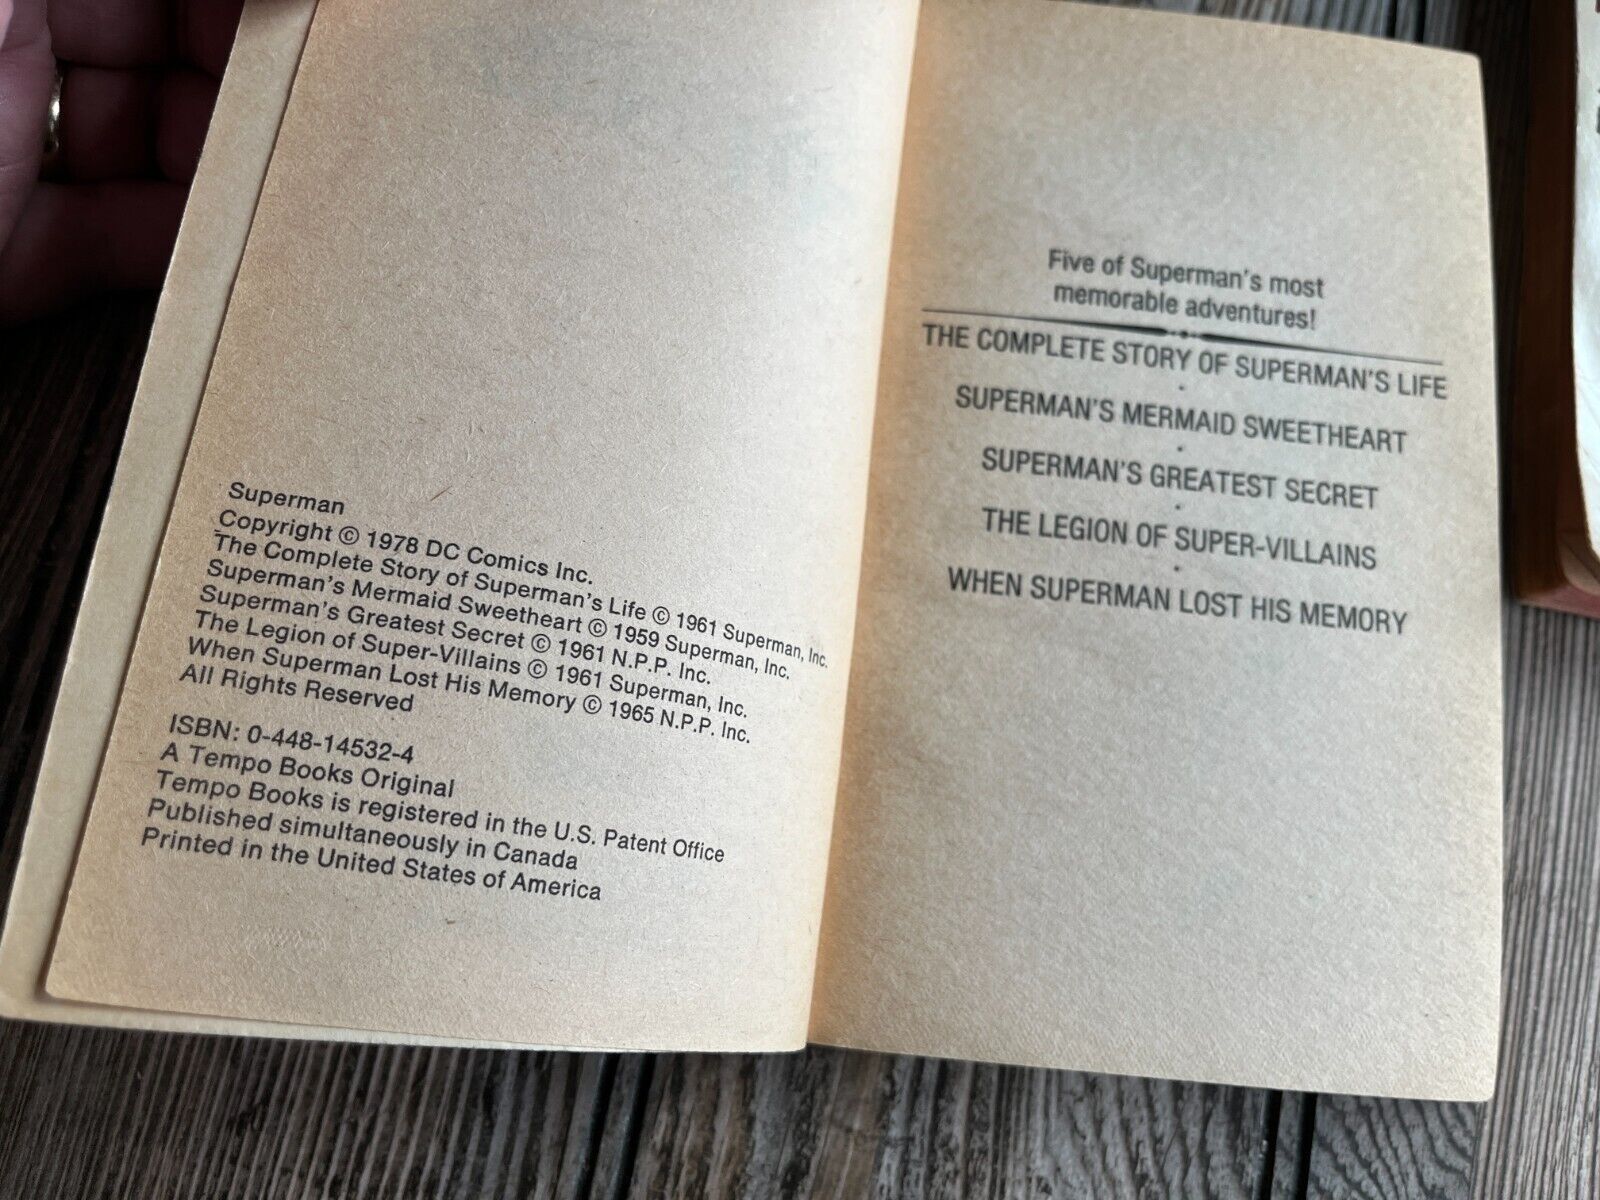 Superman
Copyright © 1978 DC Comics Inc.
The Complete Story of Superman's Life © 1961 Superman, Inc.
Superman's Mermaid Sweetheart © 1959 Superman, Inc.
Superman's Greatest Secret © 1961 N.P.P. Inc.
The Legion of Super-Villains © 1961 Superman, Inc.
When Superman Lost His Memory © 1965 N.P.P. Inc.
All Rights Reserved
ISBN: 0-448-14532-4
A Tempo Books Original
Tempo Books is registered in the U.S. Patent Office
Published simultaneously in Canada
Printed in the United States of America
Five of Superman's most
memorable adventures!
THE COMPLETE STORY OF SUPERMAN'S LIFE
SUPERMAN'S MERMAID SWEETHEART
SUPERMAN'S GREATEST SECRET
THE LEGION OF SUPER-VILLAINS
WHEN SUPERMAN LOST HIS MEMORY